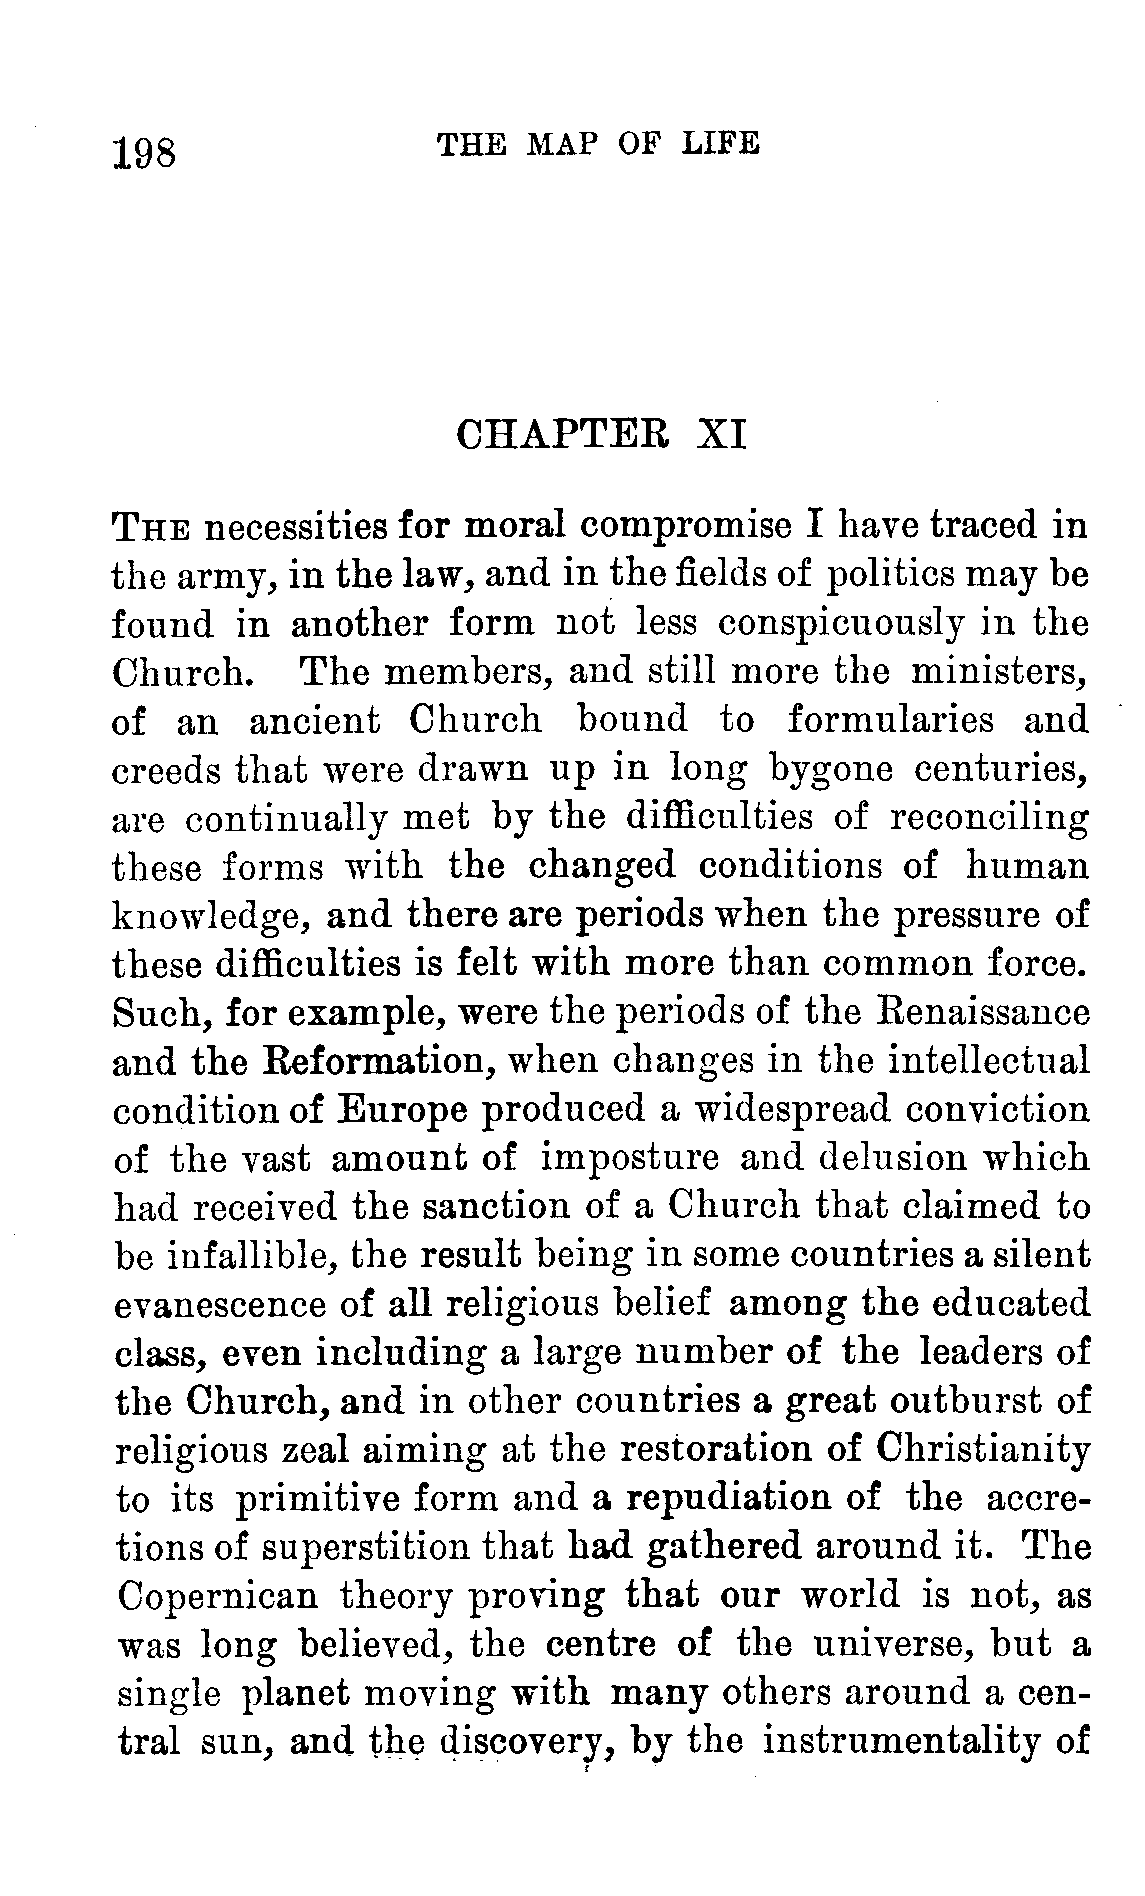 198 THE MAP OF LIFE
CHAPTER XI
THE necessities for moral compromise I have traced in
the army, in the law, and in the fields of politics may be
found in another form not less conspicuously in the
Church. The members, and still more the ministers,
of an ancient Church bound to formularies and
creeds that were drawn up in long bygone centuries,
are continually met by the difficulties of reconciling
these forms with the changed conditions of human
knowledge, and there are periods when the pressure of
these difficulties is felt with more than common force.
Such, for example, were the periods of the Renaissance
and the Reformation, when changes in the intellectual
condition of Europe produced a widespread conviction
of the vast amount of imposture and delusion which
had received the sanction of a Church that claimed to
be infallible, the result being in some countries a silent
evanescence of all religious belief among the educated
class, even including a large number of the leaders of
the Church, and in other countries a great outburst of
religious zeal aiming at the restoration of Christianity
to its primitive form and a repudiation of the accre-
tions of superstition that had gathered around it. The
Copernican theory proving that our world is not, as
was long believed, the centre of the universe, but a
single planet moving with many others around a cen-
tral sun, and the discovery, by the instrumentality of